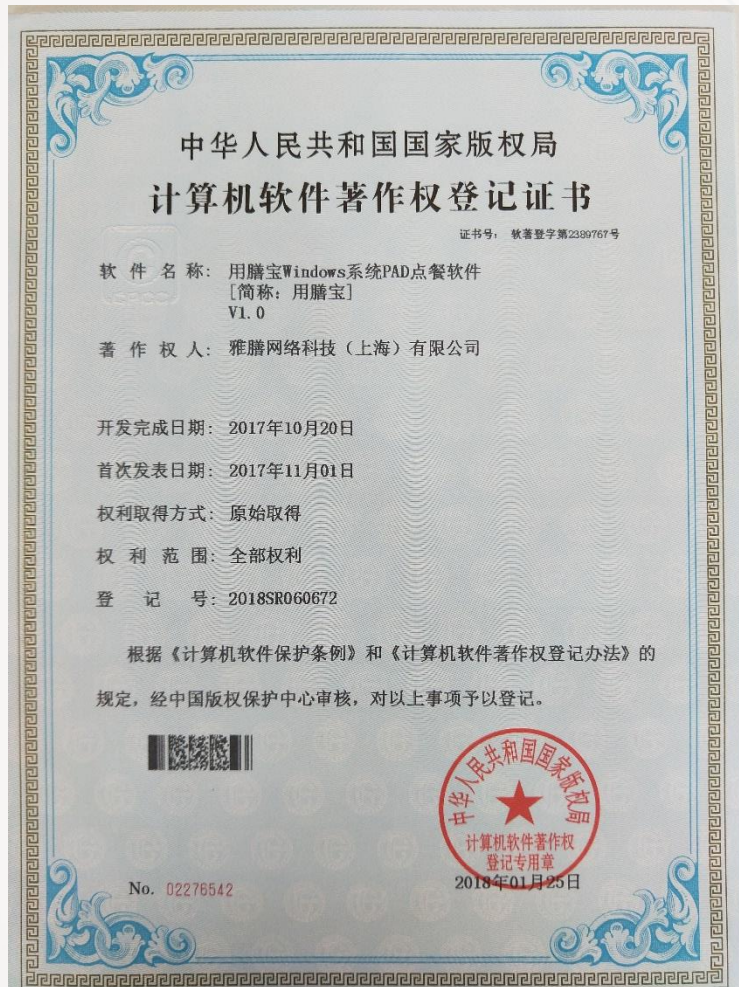 中华人民共和国国家版权局
计算机软件著作权登记证书
证书号: 软著登字第2389767号
软件名称: 用膳宝Windows系统PAD点餐软件
[简称: 用膳宝]
V1.0
著作权人: 雅膳网络科技（上海）有限公司
开发完成日期: 2017年10月20日
首次发表日期: 2017年11月01日
权利取得方式: 原始取得
权利范围: 全部权利
登记号: 2018SR060672
根据《计算机软件保护条例》和《计算机软件著作权登记办法》的
规定，经中国版权保护中心审核，对以上事项予以登记。
中华人民共和国国家版权局
计算机软件著作权
登记专用章
No. 02276542
2018年01月25日